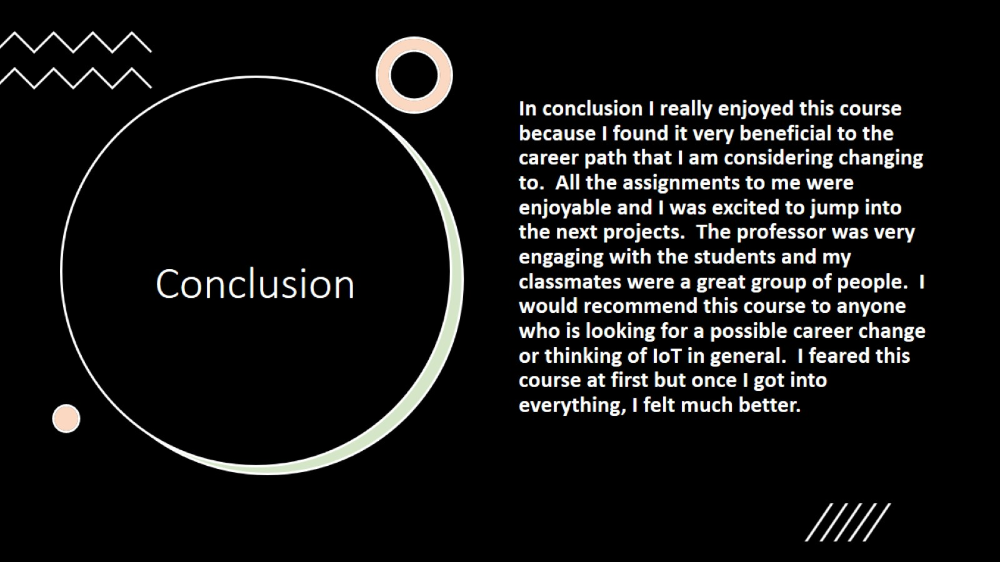 Conclusion
In conclusion I really enjoyed this course
because I found it very beneficial to the
career path that I am considering changing
to.  All the assignments to me were
enjoyable and I was excited to jump into
the next projects.  The professor was very
engaging with the students and my
classmates were a great group of people.  I
would recommend this course to anyone
who is looking for a possible career change
or thinking of IoT in general.  I feared this
course at first but once I got into
everything, I felt much better.